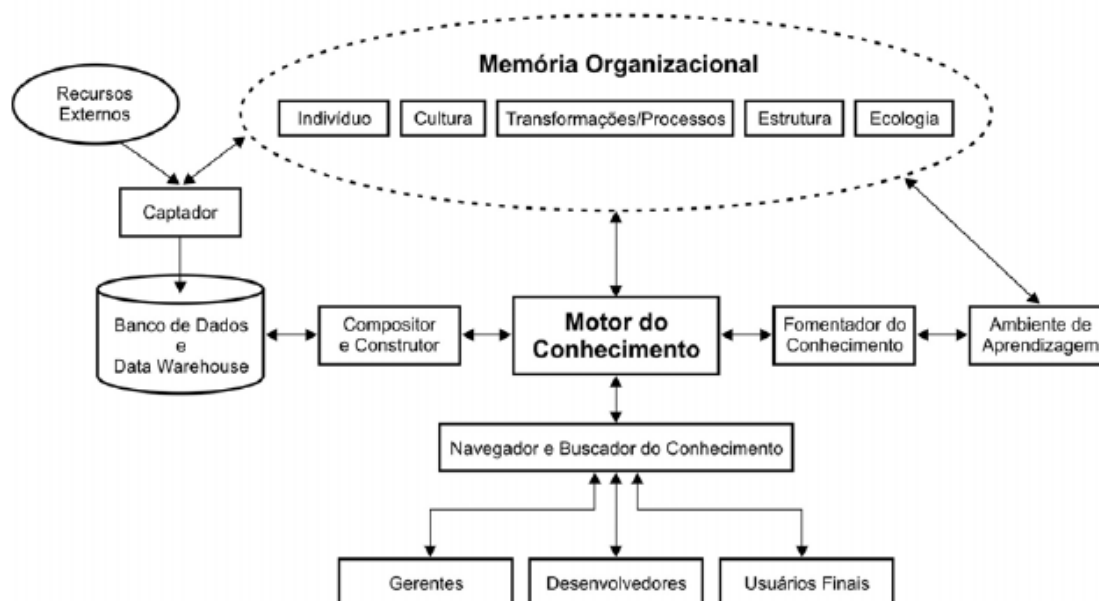 Memória Organizacional
Recursos
Externos
Indivíduo
Cultura
Transformações/Processos
Estrutura
Ecologia
Captador
Banco de Dados
e
Data Warehouse
Compositor
e Construtor
Motor do
Conhecimento
Fomentador do
Conhecimento
Ambiente de
Aprendizagem
Navegador e Buscador do Conhecimento
Gerentes
Desenvolvedores
Usuários Finais